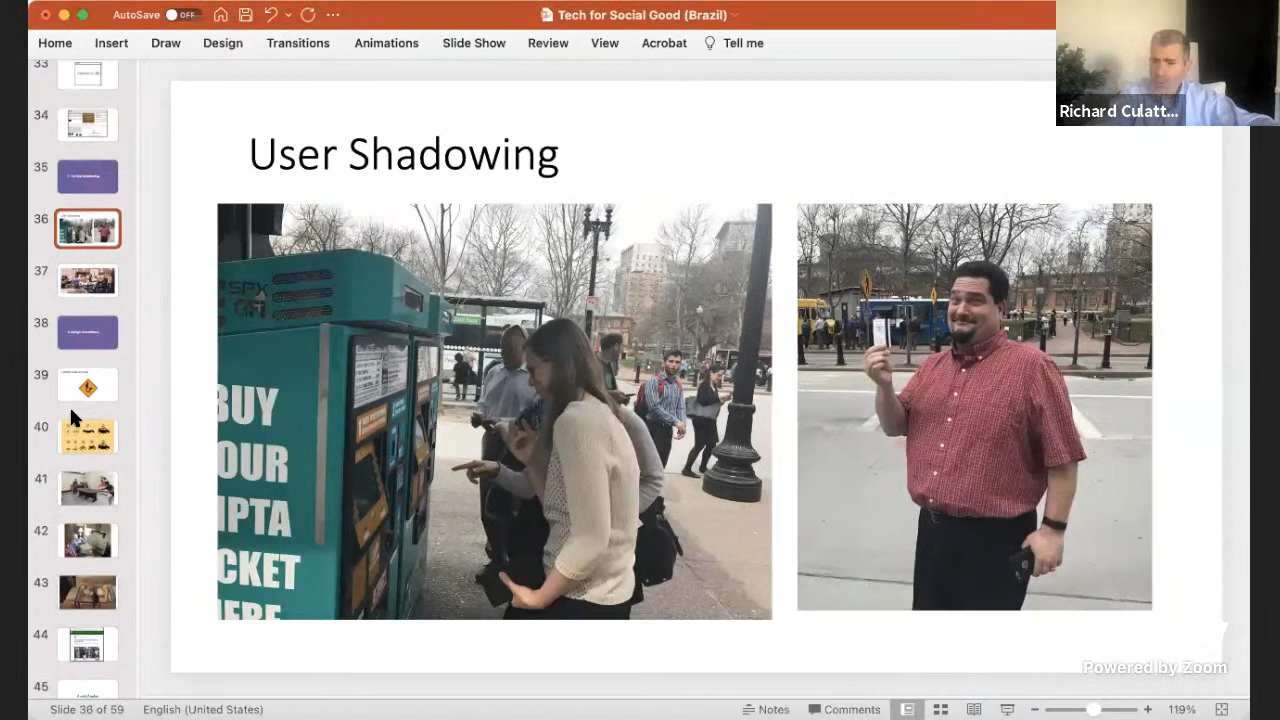 AutoSave
OFF
Tech for Social Good (Brazil)
Home
Insert
Draw
Design
Transitions
Animations
Slide Show
Review
View
Acrobat
Tell me
Richard Culatt...
33
34
35
36
37
38
39
40
41
42
43
44
45
User Shadowing
BUY
OUR
IPTA
CKET
HERE
Powered by Zoom
Slide 36 of 59
English (United States)
Notes
Comments
119%